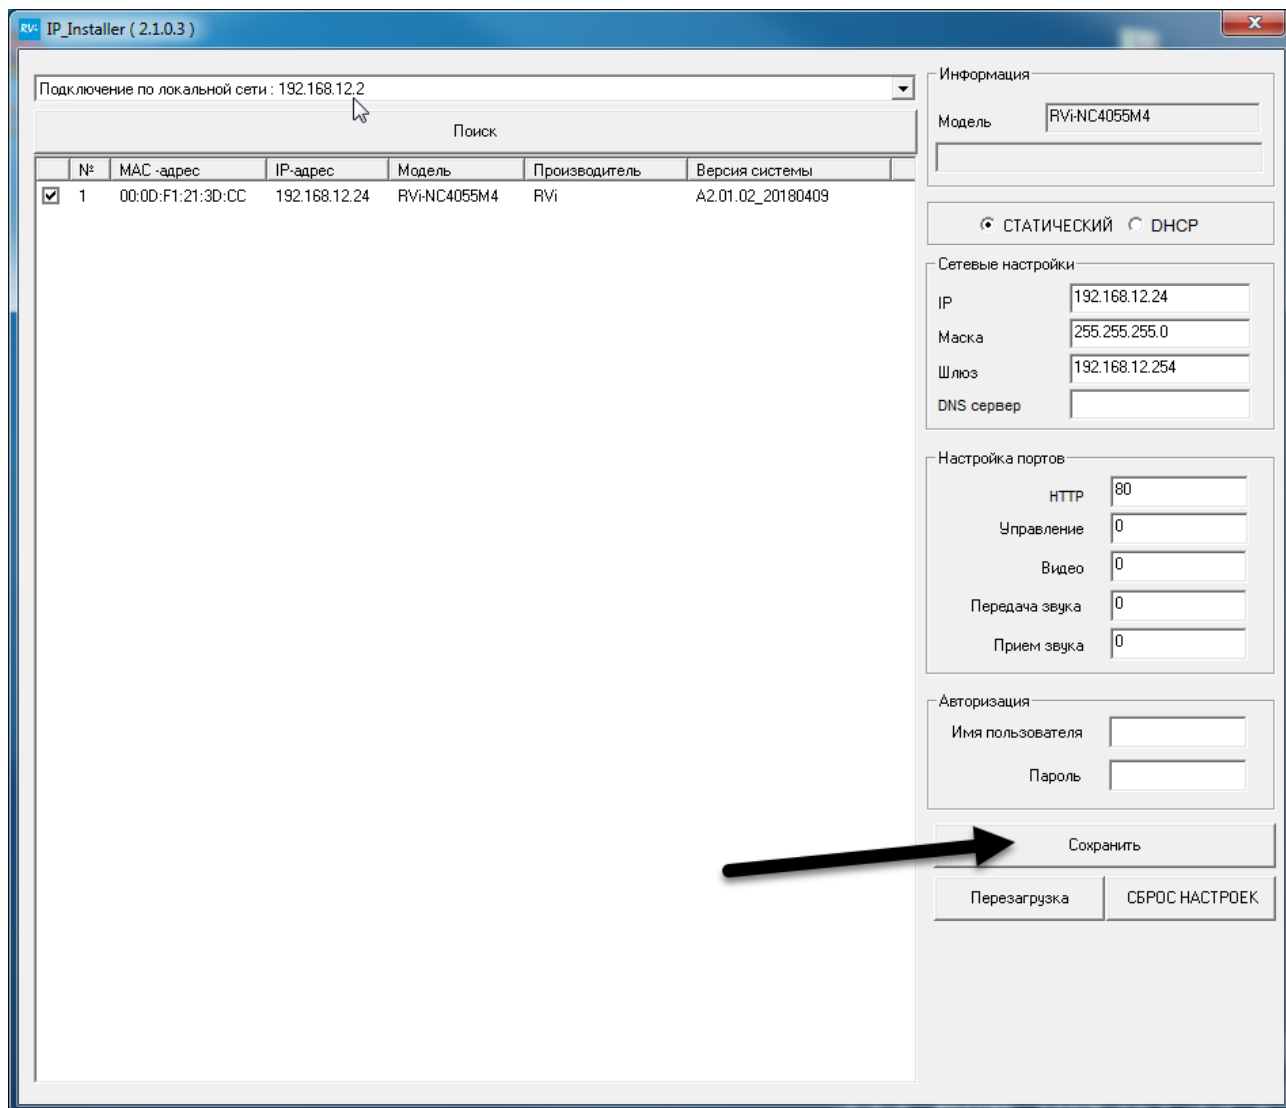 RVi IP_Installer ( 2.1.0.3 )
Подключение по локальной сети : 192.168.12.2
Поиск
№ MAC -адрес IP-адрес Модель Производитель Версия системы
1 00:0D:F1:21:3D:CC 192.168.12.24 RVi-NC4055M4 RVi A2.01.02_20180409
Информация
Модель RVi-NC4055M4
СТАТИЧЕСКИЙ DHCP
Сетевые настройки
IP 192.168.12.24
Маска 255.255.255.0
Шлюз 192.168.12.254
DNS сервер
Настройка портов
HTTP 80
Управление 0
Видео 0
Передача звука 0
Прием звука 0
Авторизация
Имя пользователя
Пароль
Сохранить
Перезагрузка СБРОС НАСТРОЕК